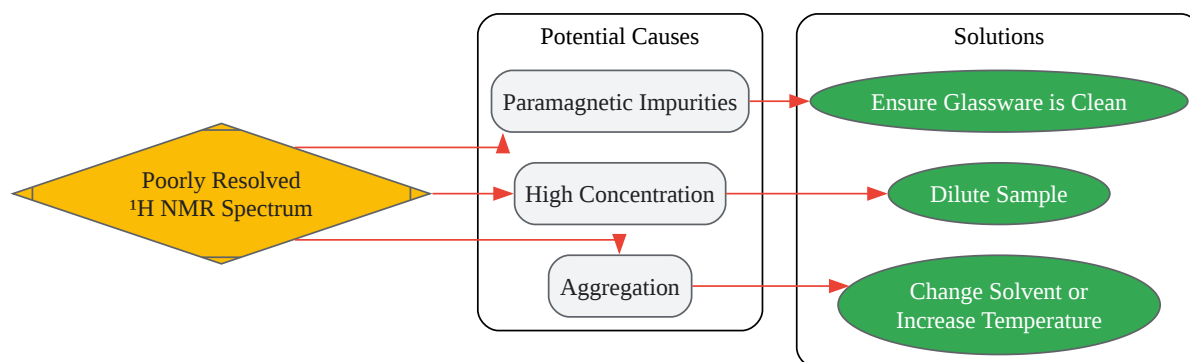 Potential Causes
Solutions
Paramagnetic Impurities
Ensure Glassware is Clean
Poorly Resolved
¹H NMR Spectrum
High Concentration
Dilute Sample
Aggregation
Change Solvent or
Increase Temperature